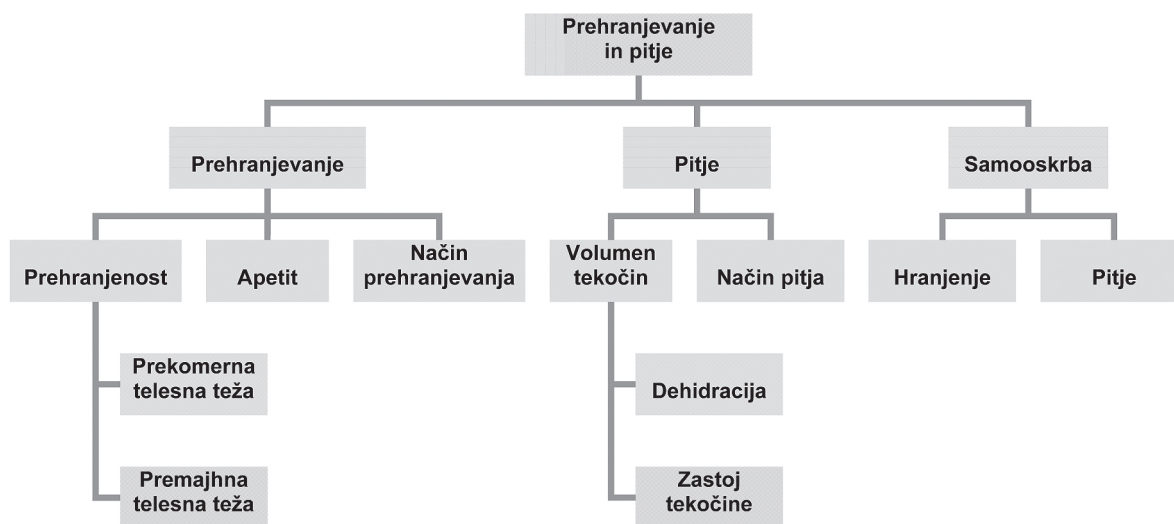 Prehranjevanje
in pitje
Prehranjevanje
Pitje
Samooskrba
Prehranjenost
Apetit
Način
prehranjevanja
Volumen
tekočin
Način pitja
Hranjenje
Pitje
Prekomerna
telesna teža
Dehidracija
Premajhna
telesna teža
Zastoj
tekočine